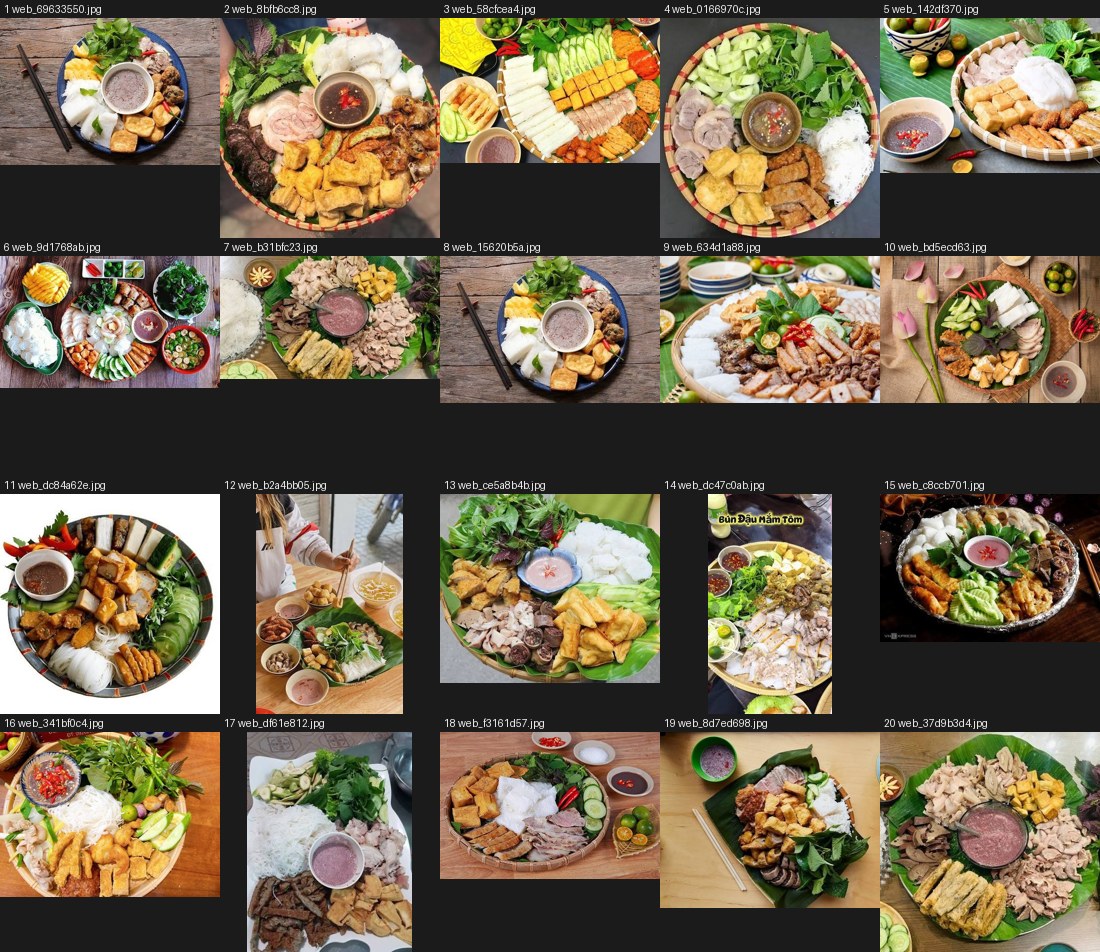 1 web_69633550.jpg
2 web_8bfb6cc8.jpg
3 web_58cfcea4.jpg
4 web_0166970c.jpg
5 web_142df370.jpg
6 web_9d1768ab.jpg
7 web_b31bfc23.jpg
8 web_15620b5a.jpg
9 web_634d1a88.jpg
10 web_bd5ecd63.jpg
11 web_dc84a62e.jpg
12 web_b2a4bb05.jpg
13 web_ce5a8b4b.jpg
14 web_dc47c0ab.jpg
15 web_c8ccb701.jpg
Bún Đậu Mắm Tôm
16 web_341bf0c4.jpg
17 web_df61e812.jpg
18 web_f3161d57.jpg
19 web_8d7ed698.jpg
20 web_37d9b3d4.jpg